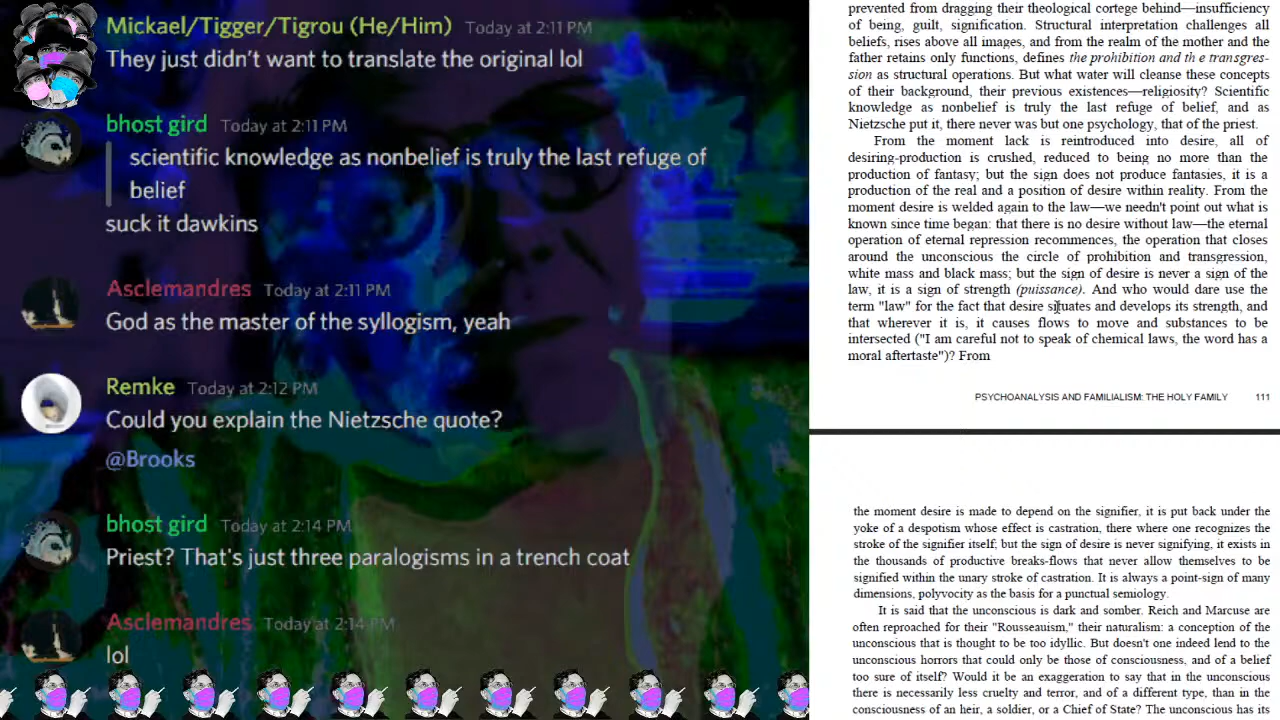 Mickael/Tigger/Tigrou (He/Him) Today at 2:11 PM
They just didn't want to translate the original lol
bhost gird Today at 2:11 PM
scientific knowledge as nonbelief is truly the last refuge of
belief
suck it dawkins
Asclemandres Today at 2:11 PM
God as the master of the syllogism, yeah
Remke Today at 2:12 PM
Could you explain the Nietzsche quote?
@Brooks
bhost gird Today at 2:14 PM
Priest? That's just three paralogisms in a trench coat
Asclemandres Today at 2:14 PM
lol
prevented from dragging their theological cortege behind—insufficiency
of being, guilt, signification. Structural interpretation challenges all
beliefs, rises above all images, and from the realm of the mother and the
father retains only functions, defines the prohibition and th e transgres-
sion as structural operations. But what water will cleanse these concepts
of their background, their previous existences—religiosity? Scientific
knowledge as nonbelief is truly the last refuge of belief, and as
Nietzsche put it, there never was but one psychology, that of the priest.
From the moment lack is reintroduced into desire, all of
desiring-production is crushed, reduced to being no more than the
production of fantasy; but the sign does not produce fantasies, it is a
production of the real and a position of desire within reality. From the
moment desire is welded again to the law—we needn't point out what is
known since time began: that there is no desire without law—the eternal
operation of eternal repression recommences, the operation that closes
around the unconscious the circle of prohibition and transgression,
white mass and black mass; but the sign of desire is never a sign of the
law, it is a sign of strength (puissance). And who would dare use the
term "law" for the fact that desire situates and develops its strength, and
that wherever it is, it causes flows to move and substances to be
intersected ("I am careful not to speak of chemical laws, the word has a
moral aftertaste")? From
PSYCHOANALYSIS AND FAMILIALISM: THE HOLY FAMILY 111
the moment desire is made to depend on the signifier, it is put back under the
yoke of a despotism whose effect is castration, there where one recognizes the
stroke of the signifier itself; but the sign of desire is never signifying, it exists in
the thousands of productive breaks-flows that never allow themselves to be
signified within the unary stroke of castration. It is always a point-sign of many
dimensions, polyvocity as the basis for a punctual semiology.
It is said that the unconscious is dark and somber. Reich and Marcuse are
often reproached for their "Rousseauism," their naturalism: a conception of the
unconscious that is thought to be too idyllic. But doesn't one indeed lend to the
unconscious horrors that could only be those of consciousness, and of a belief
too sure of itself? Would it be an exaggeration to say that in the unconscious
there is necessarily less cruelty and terror, and of a different type, than in the
consciousness of an heir, a soldier, or a Chief of State? The unconscious has its